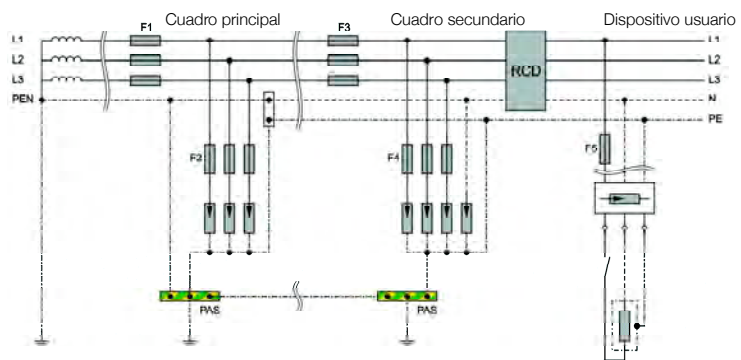 Cuadro principal Cuadro secundario Dispositivo usuario
F1 F3
L1 L1
L2 RCD L2
L3 L3
PEN N
PE
F2 F4 F5
PAS PAS